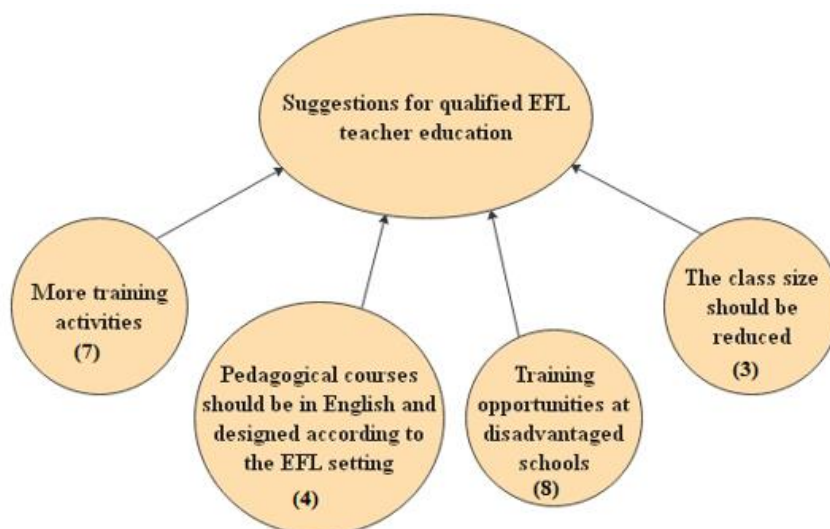 Suggestions for qualified EFL
teacher education
More training
activities
(7)
Pedagogical courses
should be in English and
designed according to
the EFL setting
(4)
Training
opportunities at
disadvantaged
schools
(8)
The class size
should be
reduced
(3)